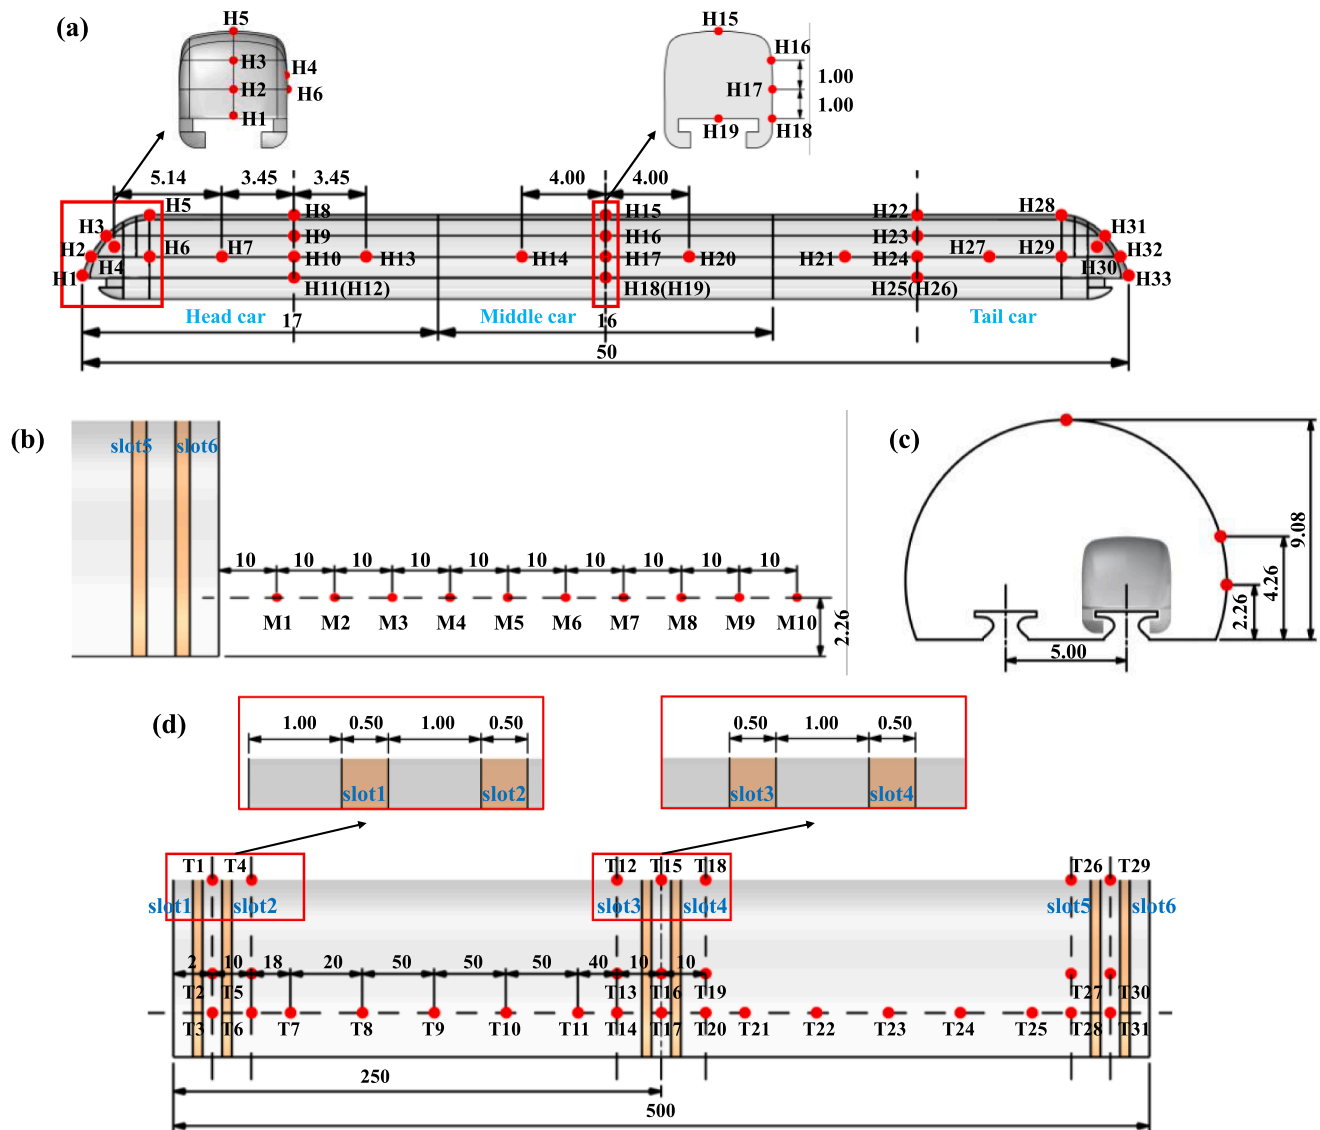 (a)
H5
H3
H4
H2
H6
H1
H15
H16
H17
1.00
1.00
H19
H18
5.14
3.45
3.45
4.00
4.00
H5
H8
H15
H22
H28
H3
H9
H16
H23
H31
H2
H4
H6
H7
H10
H13
H14
H17
H20
H21
H24
H27
H29
H30
H32
H1
H11(H12)
H18(H19)
H25(H26)
H33
Head car
17
Middle car
16
Tail car
50
(b)
slot5
slot6
10
10
10
10
10
10
10
10
10
10
M1
M2
M3
M4
M5
M6
M7
M8
M9
M10
2.26
(c)
9.08
4.26
2.26
5.00
(d)
1.00
0.50
1.00
0.50
slot1
slot2
0.50
1.00
0.50
slot3
slot4
T1
T4
T12
T15
T18
T26
T29
slot1
slot2
slot3
slot4
slot5
slot6
2
10
18
20
50
50
50
40
10
10
T2
T5
T13
T16
T19
T27
T30
T3
T6
T7
T8
T9
T10
T11
T14
T17
T20
T21
T22
T23
T24
T25
T28
T31
250
500